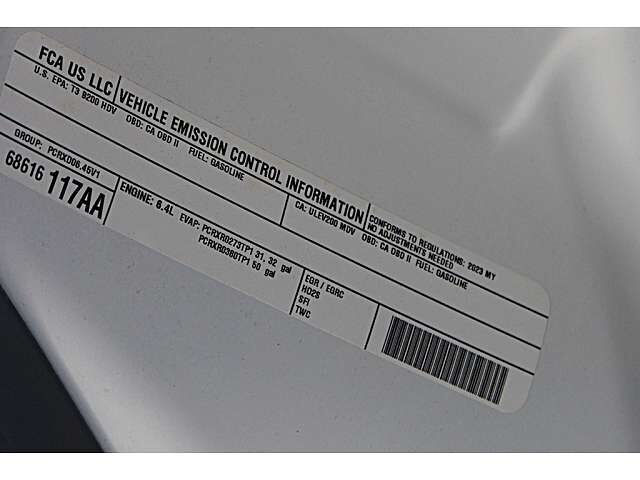 FCA US LLC
VEHICLE EMISSION CONTROL INFORMATION
CONFORMS TO REGULATIONS: 2023 MY
NO ADJUSTMENTS NEEDED
U.S. EPA: T3 B200 HDV OBD: CA OBD II FUEL: GASOLINE
CA: ULEV200 MDV OBD: CA OBD II FUEL: GASOLINE
GROUP: PCRXD06.45V1
68616 117AA
ENGINE: 6.4L
EVAP: PCRXR0273TP1 31, 32 gal
PCRXR0360TP1 50 gal
EGR / EGRC
HO2S
SFI
TWC